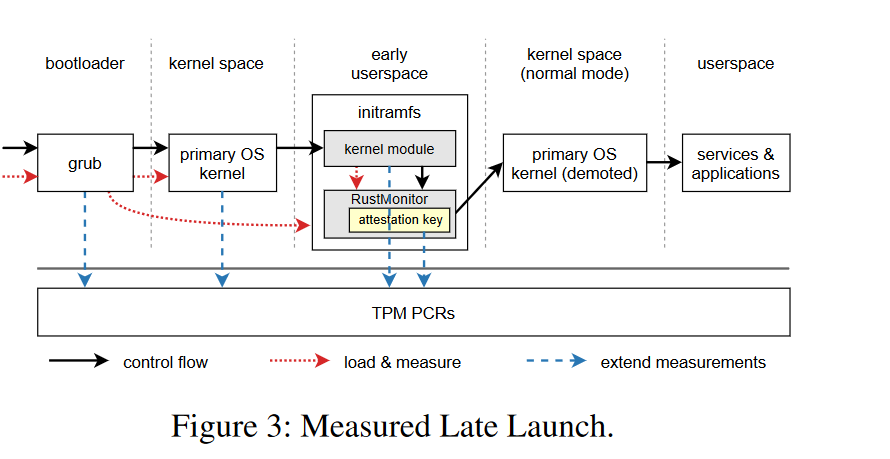 bootloader
kernel space
early
userspace
kernel space
(normal mode)
userspace
initramfs
grub
primary OS
kernel
kernel module
RustMonitor
attestation key
primary OS
kernel (demoted)
services &
applications
TPM PCRs
control flow
load & measure
extend measurements
Figure 3: Measured Late Launch.